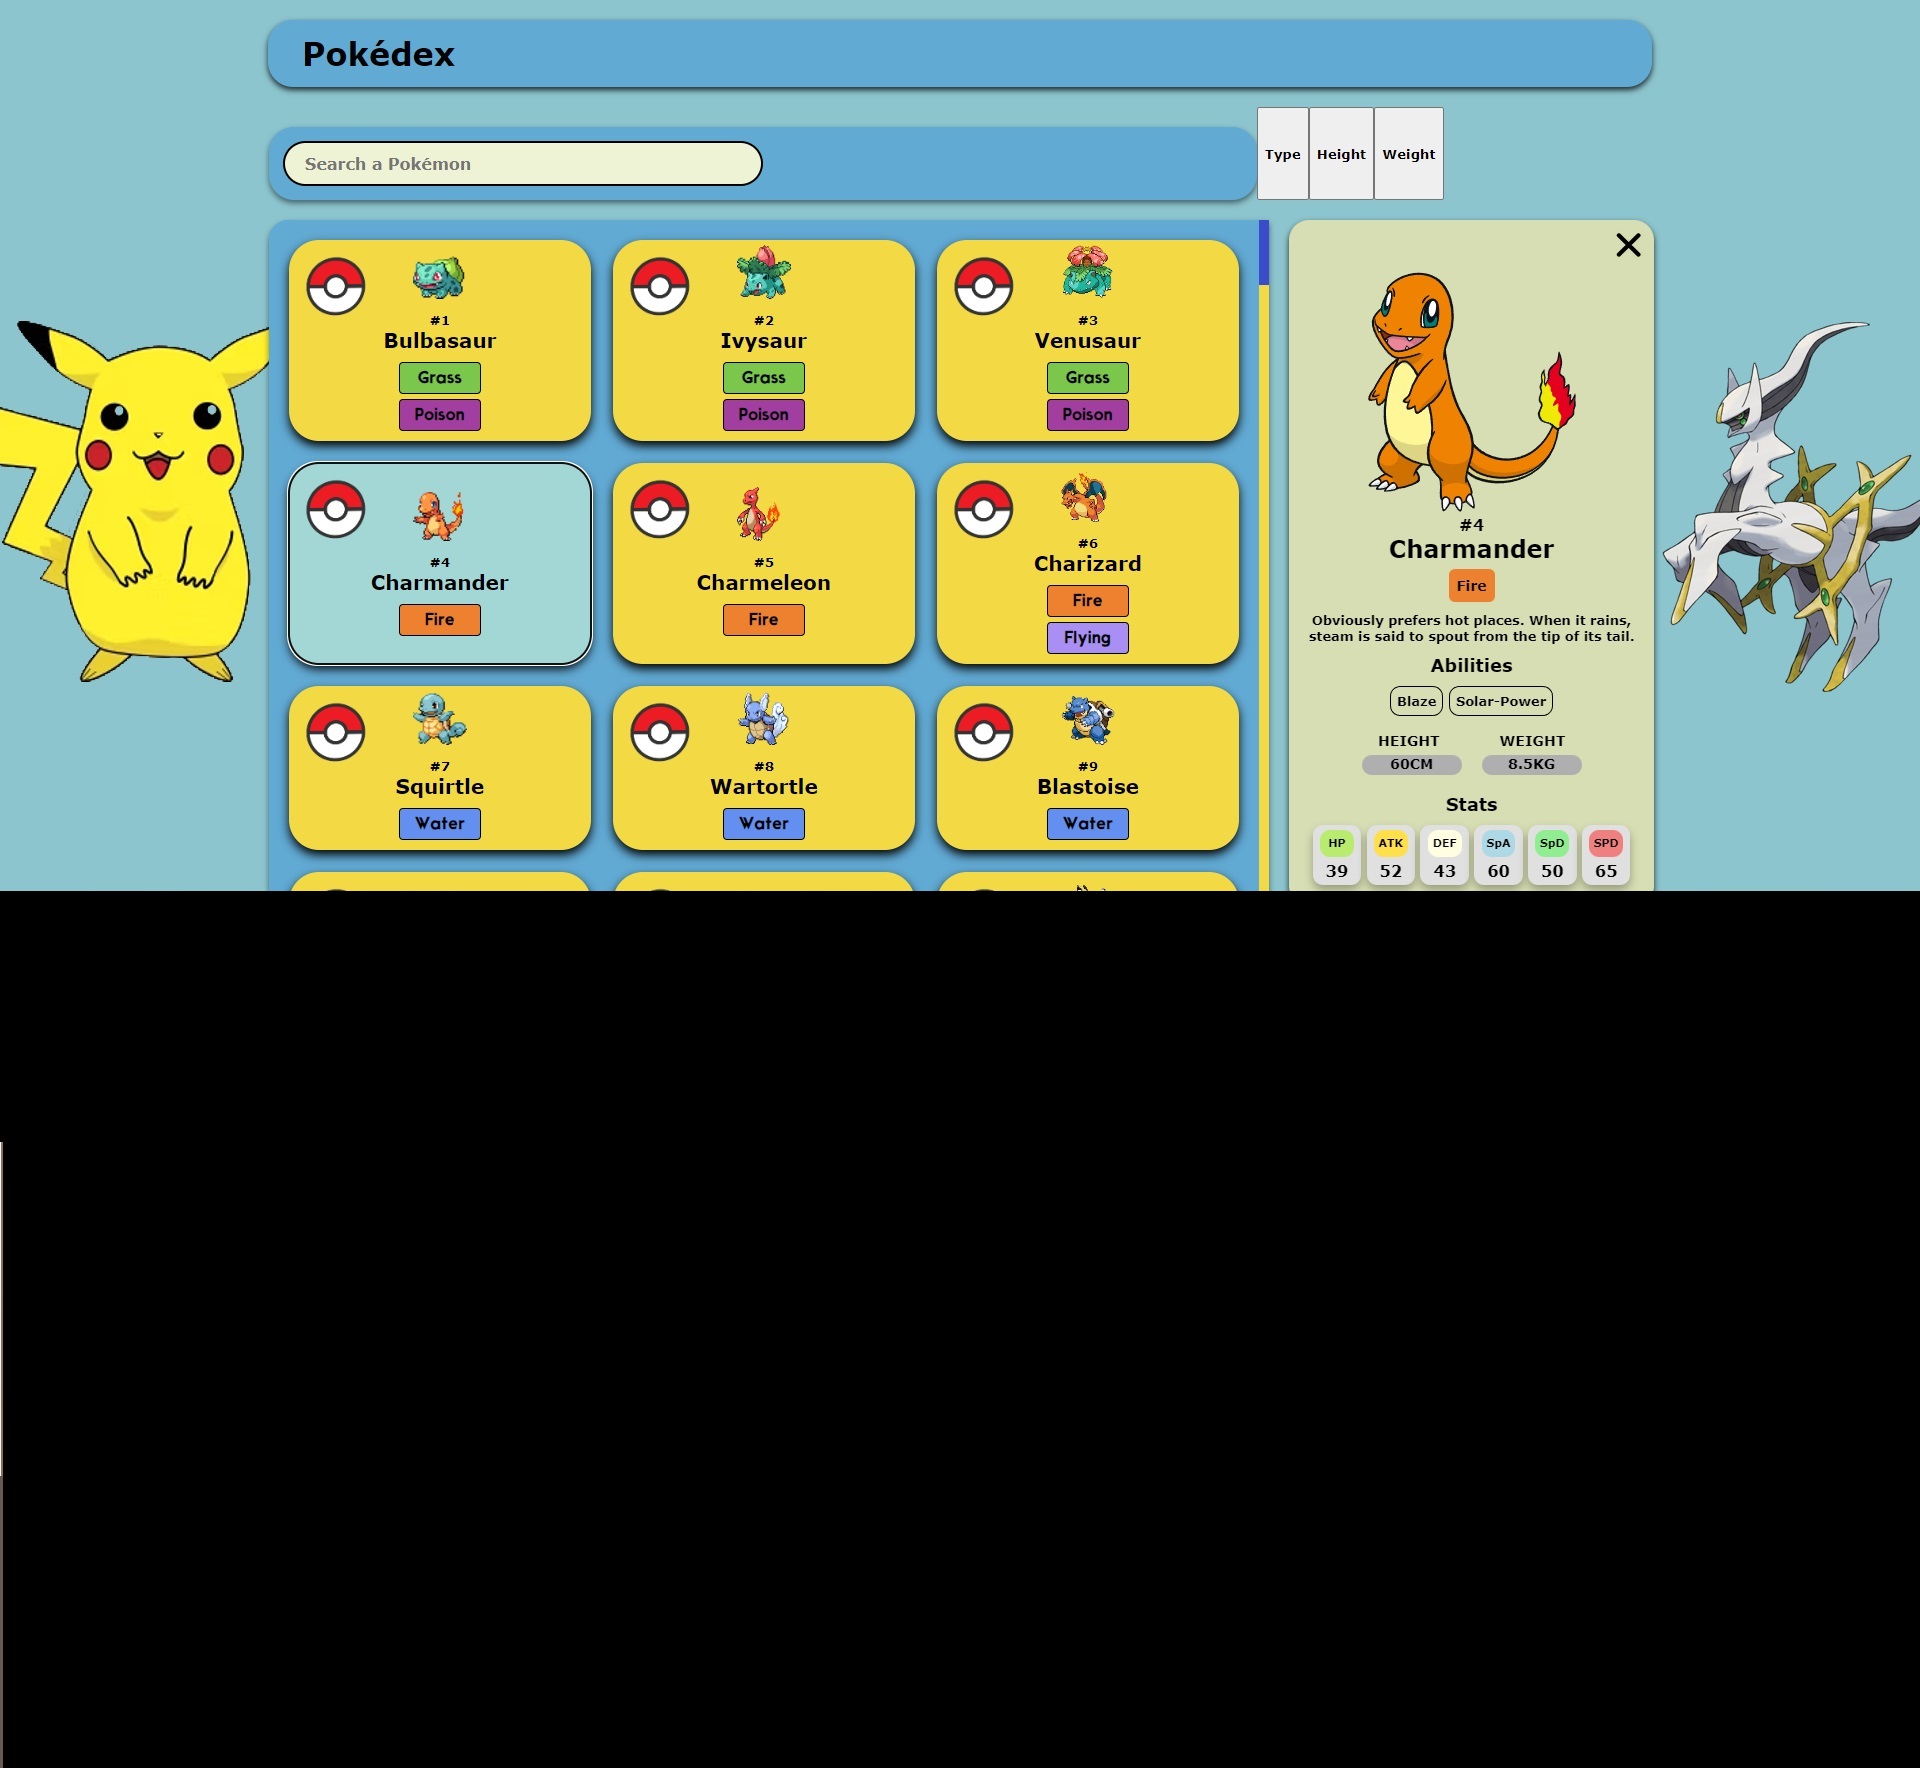 Pokédex
Search a Pokémon
Type Height Weight
#1
Bulbasaur
Grass
Poison
#2
Ivysaur
Grass
Poison
#3
Venusaur
Grass
Poison
#4
Charmander
Fire
#5
Charmeleon
Fire
#6
Charizard
Fire
Flying
#7
Squirtle
Water
#8
Wartortle
Water
#9
Blastoise
Water
#4
Charmander
Fire
Obviously prefers hot places. When it rains,
steam is said to spout from the tip of its tail.
Abilities
Blaze Solar-Power
HEIGHT WEIGHT
60CM 8.5KG
Stats
HP ATK DEF SpA SpD SPD
39 52 43 60 50 65